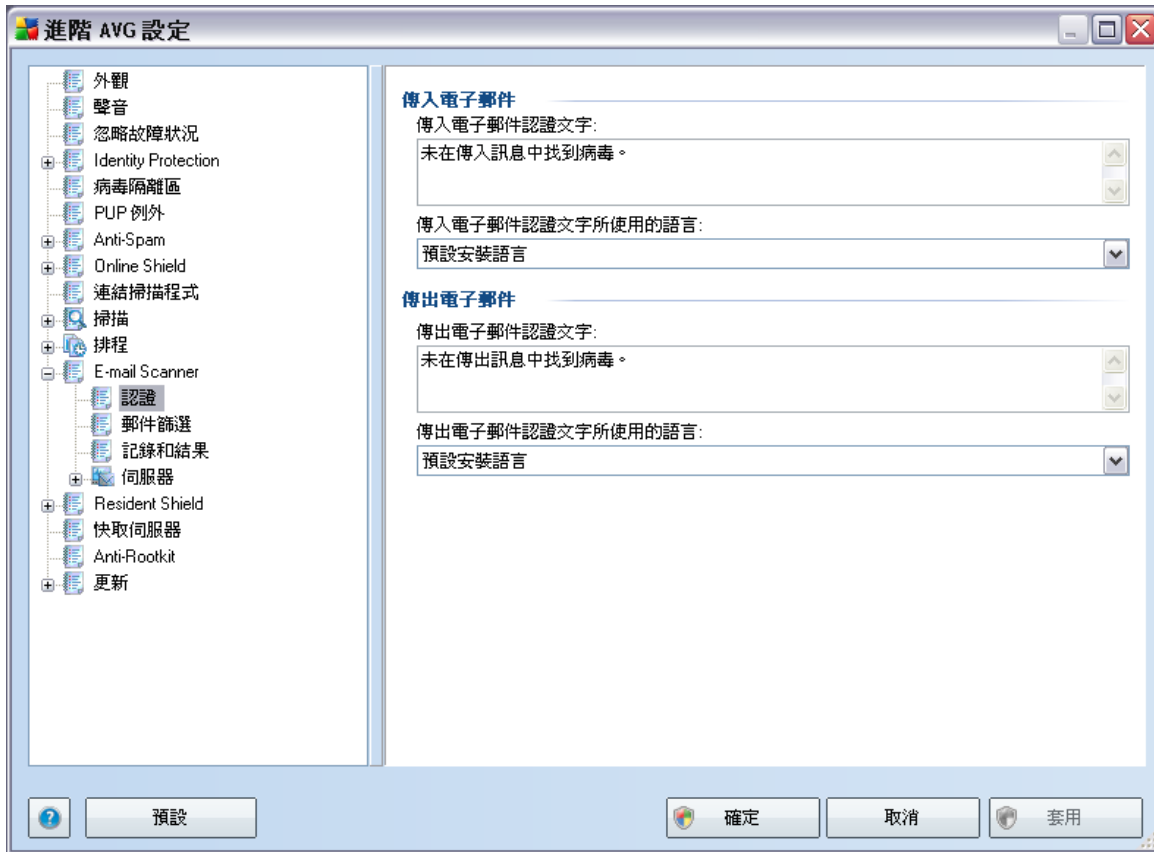 進階 AVG 設定
外觀
聲音
忽略故障狀況
Identity Protection
病毒隔離區
PUP 例外
Anti-Spam
Online Shield
連結掃描程式
掃描
排程
E-mail Scanner
認證
郵件篩選
記錄和結果
伺服器
Resident Shield
快取伺服器
Anti-Rootkit
更新
傳入電子郵件
傳入電子郵件認證文字:
未在傳入訊息中找到病毒。
傳入電子郵件認證文字所使用的語言:
預設安裝語言
傳出電子郵件
傳出電子郵件認證文字:
未在傳出訊息中找到病毒。
傳出電子郵件認證文字所使用的語言:
預設安裝語言
預設
確定
取消
套用